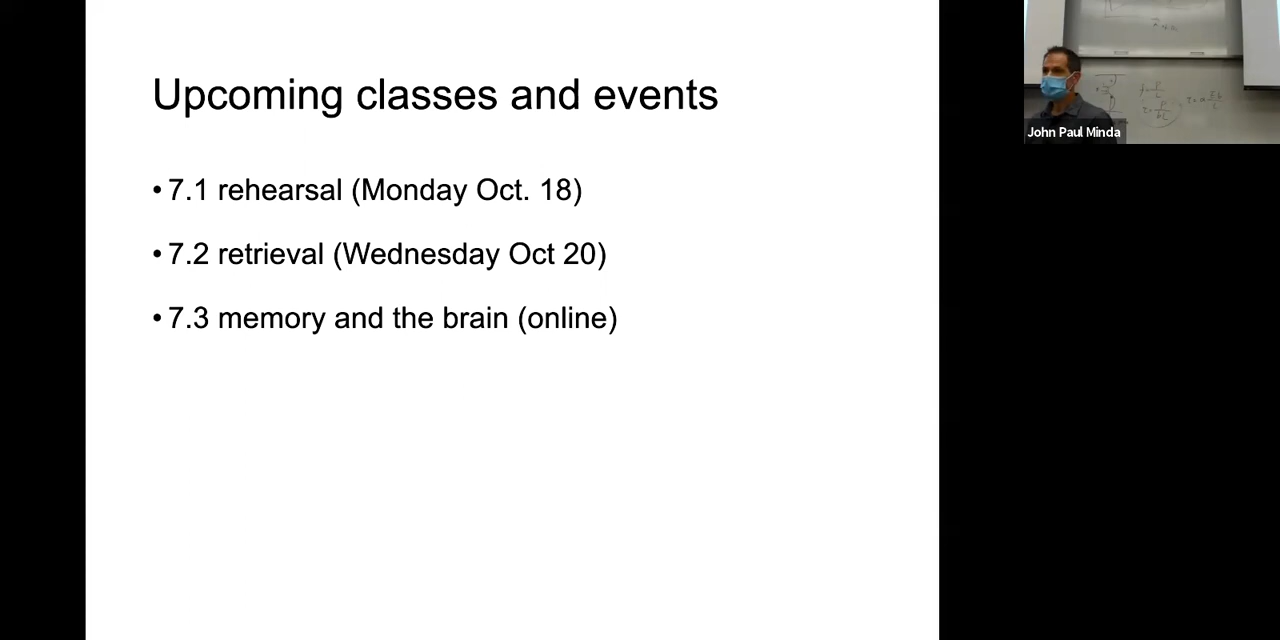 Upcoming classes and events
• 7.1 rehearsal (Monday Oct. 18)
• 7.2 retrieval (Wednesday Oct 20)
• 7.3 memory and the brain (online)
John Paul Minda